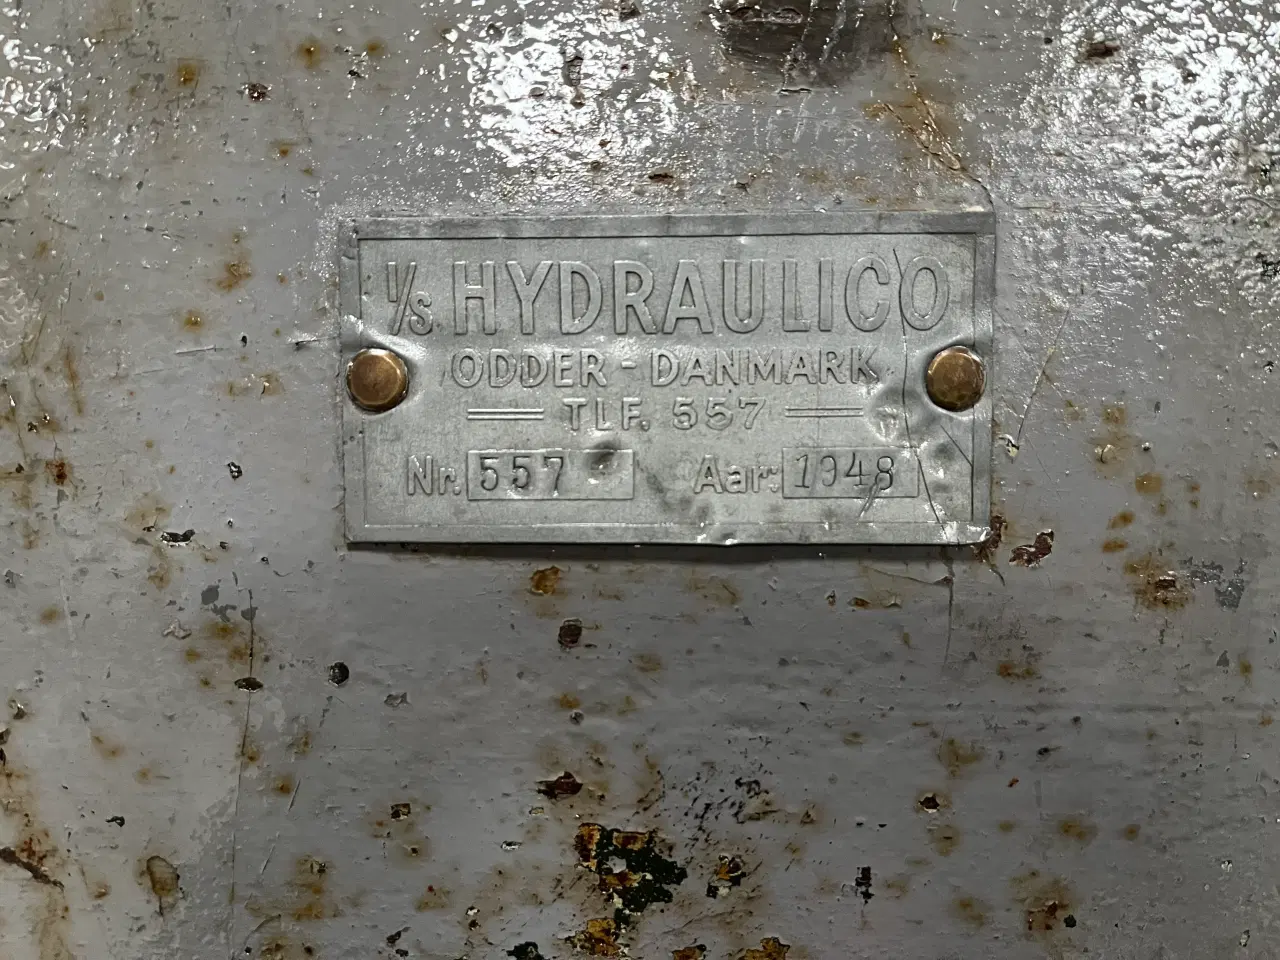 I/S HYDRAULICO
ODDER - DANMARK
TLF. 557
Nr. 557 Aar: 1948